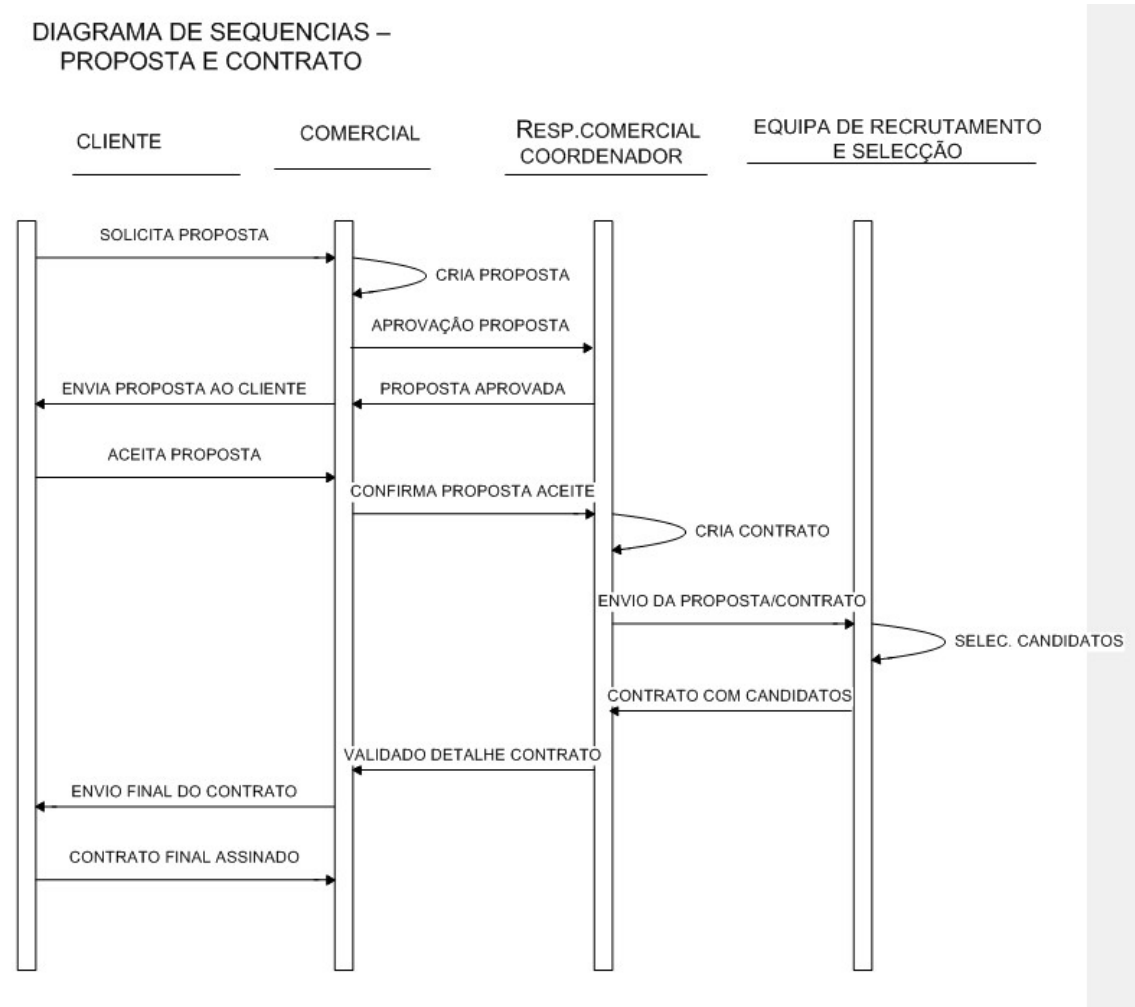 DIAGRAMA DE SEQUENCIAS –
PROPOSTA E CONTRATO
CLIENTE
COMERCIAL
RESP.COMERCIAL
COORDENADOR
EQUIPA DE RECRUTAMENTO
E SELECÇÃO
SOLICITA PROPOSTA
CRIA PROPOSTA
APROVAÇÃO PROPOSTA
ENVIA PROPOSTA AO CLIENTE
PROPOSTA APROVADA
ACEITA PROPOSTA
CONFIRMA PROPOSTA ACEITE
CRIA CONTRATO
ENVIO DA PROPOSTA/CONTRATO
SELEC. CANDIDATOS
CONTRATO COM CANDIDATOS
VALIDADO DETALHE CONTRATO
ENVIO FINAL DO CONTRATO
CONTRATO FINAL ASSINADO